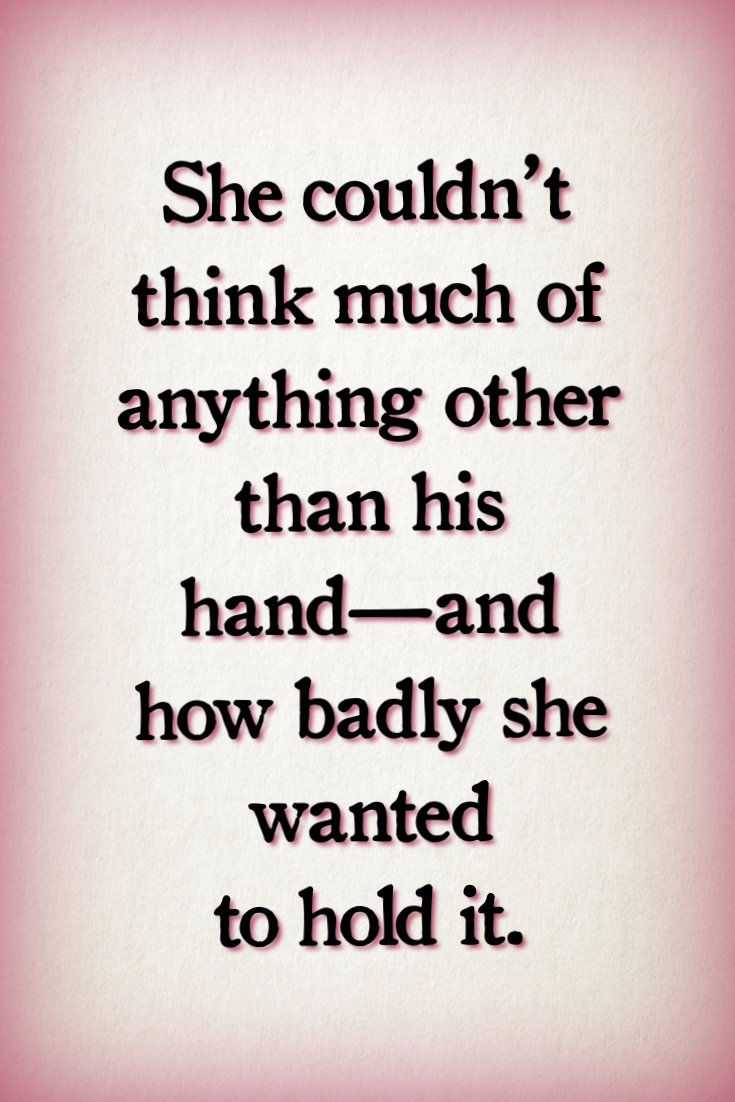 She couldn’t
think much of
anything other
than his
hand—and
how badly she
wanted
to hold it.